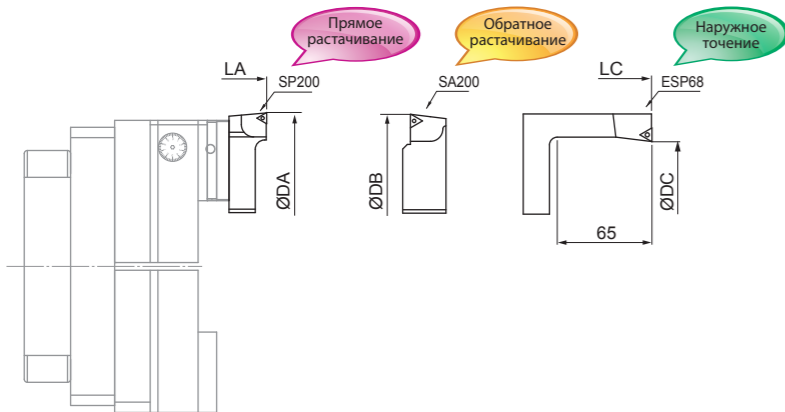 Прямое
растачивание
Обратное
растачивание
Наружное
точение
LA
SP200
SA200
LC
ESP68
ØDA
ØDB
ØDC
65